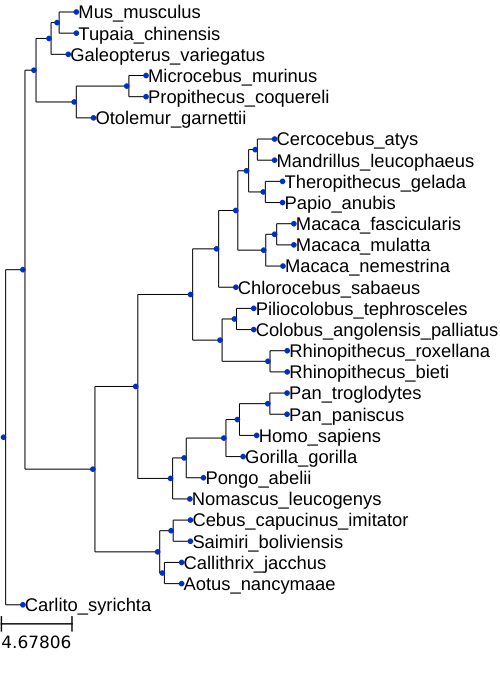 Mus_musculus
Tupaia_chinensis
Galeopterus_variegatus
Microcebus_murinus
Propithecus_coquereli
Otolemur_garnettii
Cercocebus_atys
Mandrillus_leucophaeus
Theropithecus_gelada
Papio_anubis
Macaca_fascicularis
Macaca_mulatta
Macaca_nemestrina
Chlorocebus_sabaeus
Piliocolobus_tephrosceles
Colobus_angolensis_palliatus
Rhinopithecus_roxellana
Rhinopithecus_bieti
Pan_troglodytes
Pan_paniscus
Homo_sapiens
Gorilla_gorilla
Pongo_abelii
Nomascus_leucogenys
Cebus_capucinus_imitator
Saimiri_boliviensis
Callithrix_jacchus
Aotus_nancymaae
Carlito_syrichta
4.67806